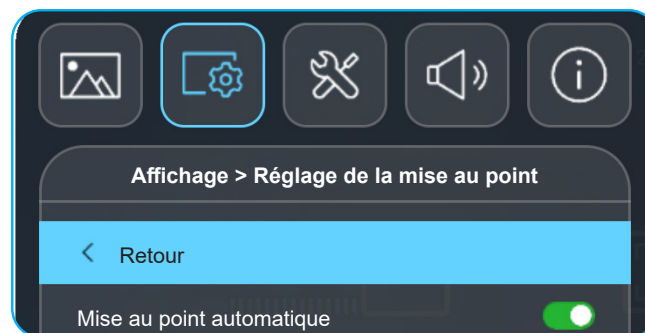 Affichage > Réglage de la mise au point
Retour
Mise au point automatique